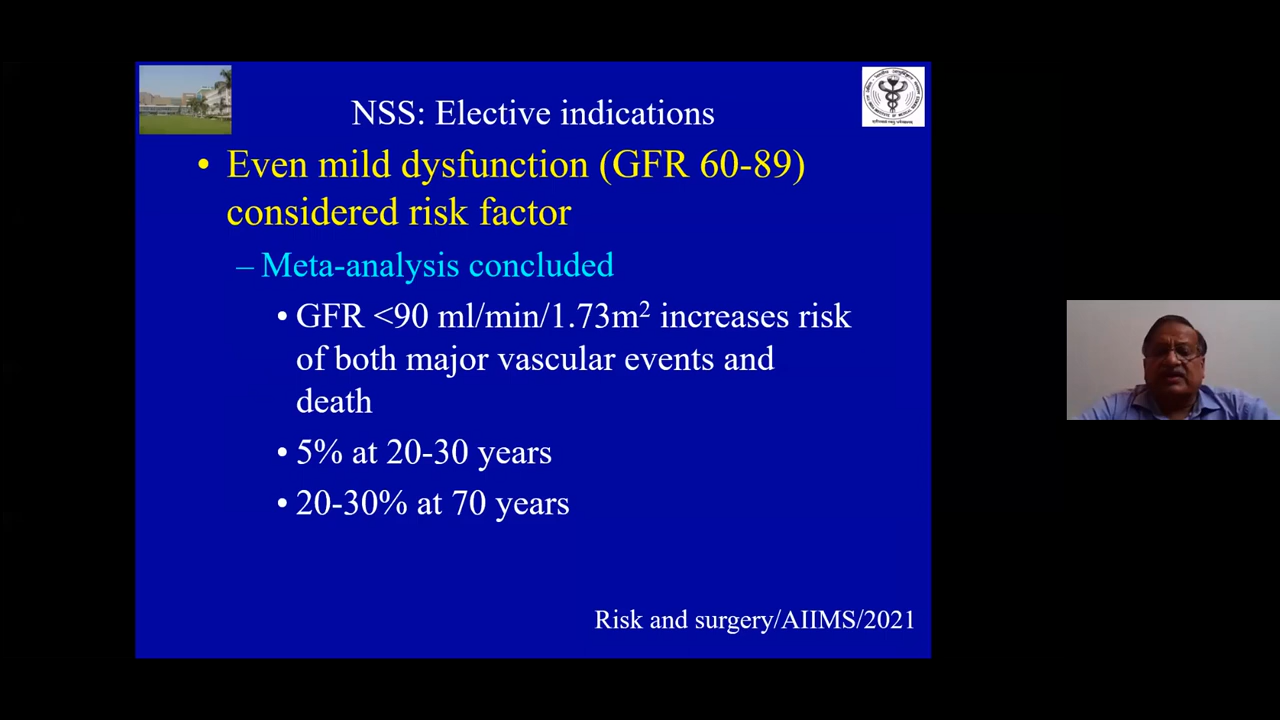 NSS: Elective indications
• Even mild dysfunction (GFR 60-89)
considered risk factor
– Meta-analysis concluded
• GFR <90 ml/min/1.73m² increases risk
of both major vascular events and
death
• 5% at 20-30 years
• 20-30% at 70 years
Risk and surgery/AIIMS/2021